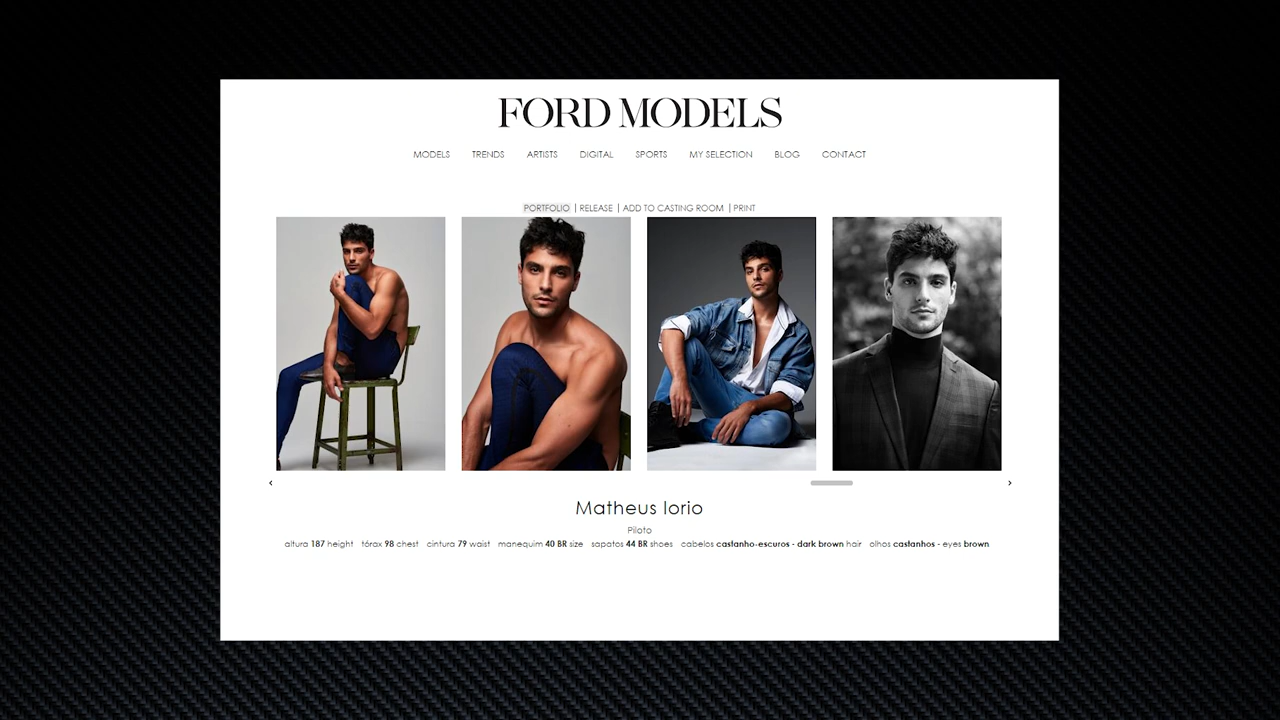 FORD MODELS
MODELS TRENDS ARTISTS DIGITAL SPORTS MY SELECTION BLOG CONTACT
PORTFOLIO | RELEASE | ADD TO CASTING ROOM | PRINT
Matheus Iorio
Piloto
altura 187 height tórax 98 chest cintura 79 waist manequim 40 BR size sapatos 44 BR shoes cabelos castanho-escuros - dark brown hair olhos castanhos - eyes brown